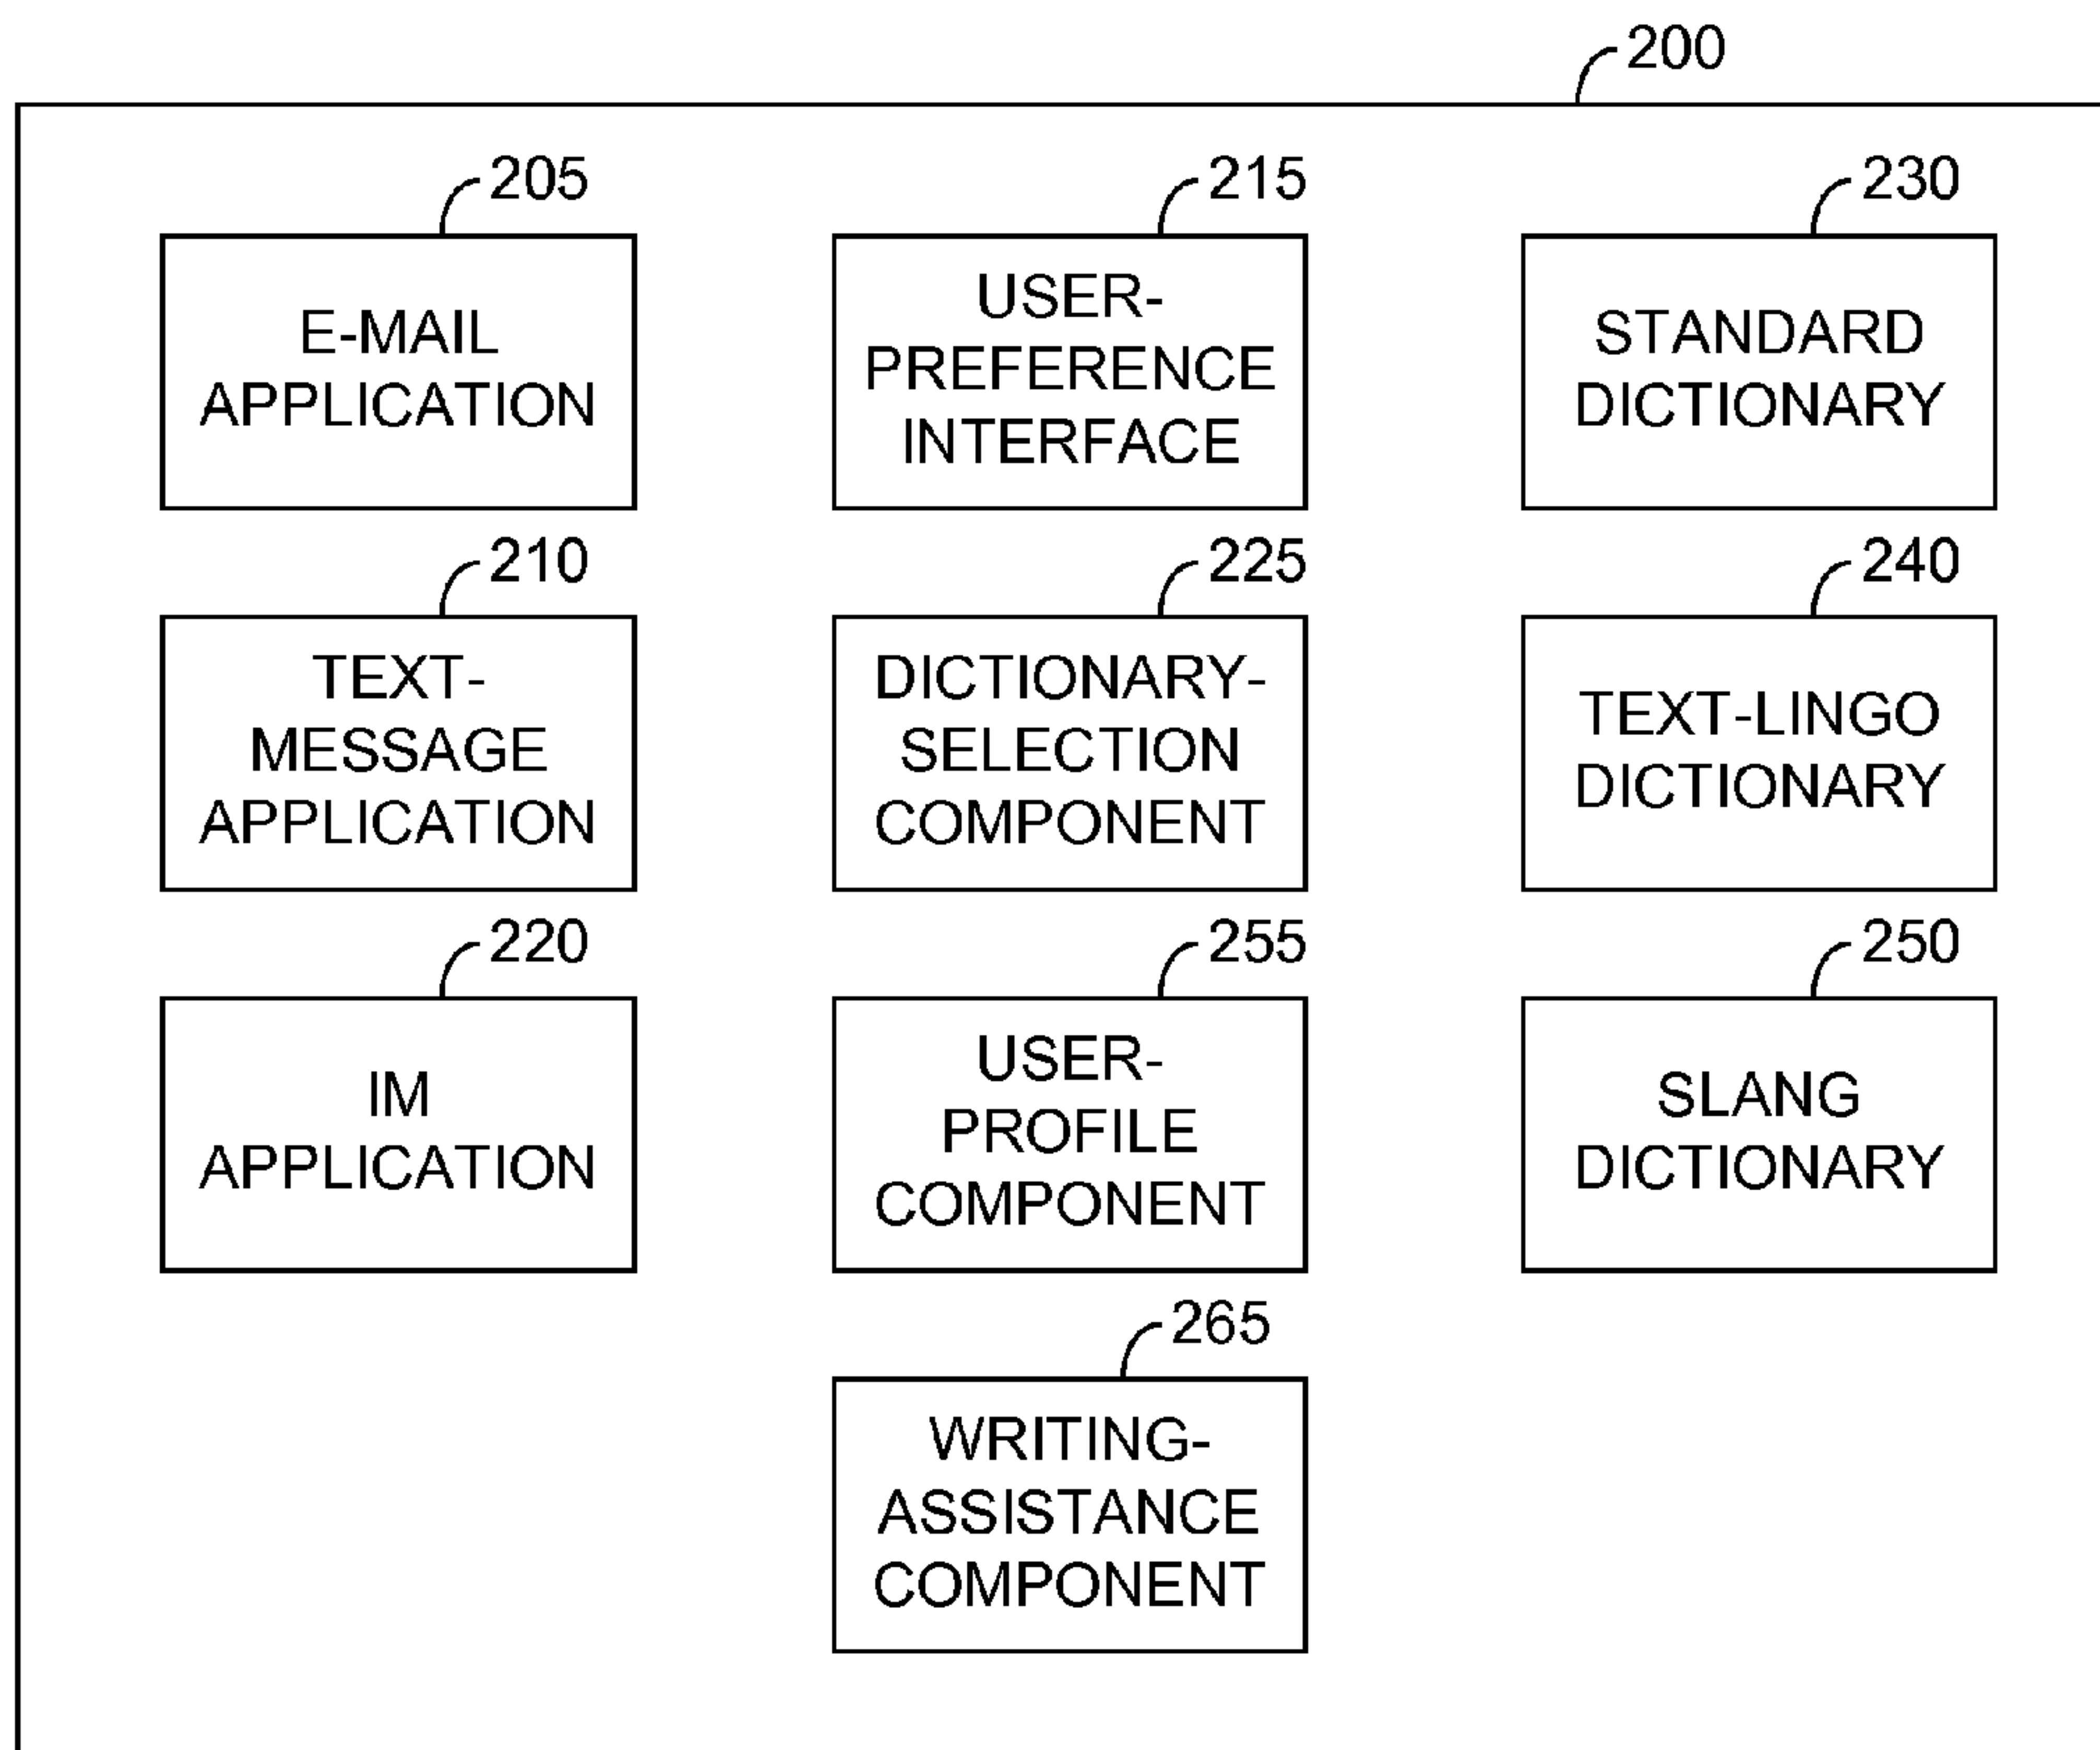 200
205
E-MAIL
APPLICATION
215
USER-
PREFERENCE
INTERFACE
230
STANDARD
DICTIONARY
210
TEXT-
MESSAGE
APPLICATION
225
DICTIONARY-
SELECTION
COMPONENT
240
TEXT-LINGO
DICTIONARY
220
IM
APPLICATION
255
USER-
PROFILE
COMPONENT
250
SLANG
DICTIONARY
265
WRITING-
ASSISTANCE
COMPONENT